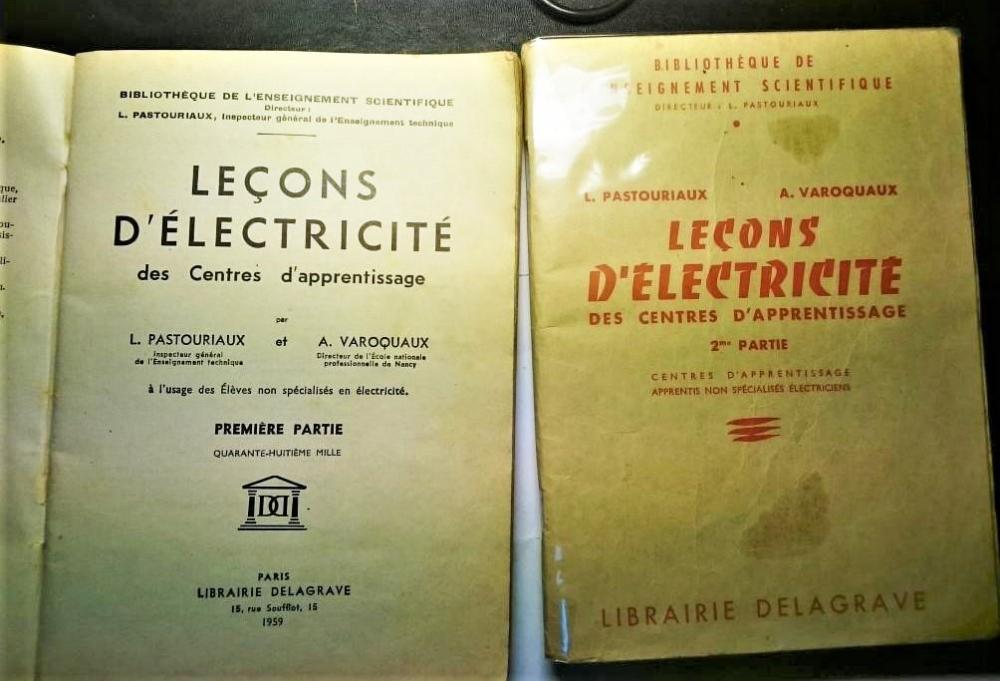 que,
BIBLIOTHÈQUE DE L'ENSEIGNEMENT SCIENTIFIQUE
Directeur :
L. PASTOURIAUX, Inspecteur général de l'Enseignement technique
LEÇONS
D'ÉLECTRICITÉ
des Centres d'apprentissage
par
L. PASTOURIAUX et A. VAROQUAUX
Inspecteur général
de l'Enseignement technique
Directeur de l'École nationale
professionnelle de Nancy
à l'usage des Élèves non spécialisés en électricité.
PREMIÈRE PARTIE
QUARANTE-HUITIÈME MILLE
PARIS
LIBRAIRIE DELAGRAVE
15, rue Soufflot, 15
1959
BIBLIOTHÈQUE DE
SEIGNEMENT SCIENTIFIQUE
DIRECTEUR : L. PASTOURIAUX
L. PASTOURIAUX A. VAROQUAUX
LEÇONS
D'ÉLECTRICITÉ
DES CENTRES D'APPRENTISSAGE
2me PARTIE
CENTRES D'APPRENTISSAGE
APPRENTIS NON SPÉCIALISÉS ÉLECTRICIENS
LIBRAIRIE DELAGRAVE